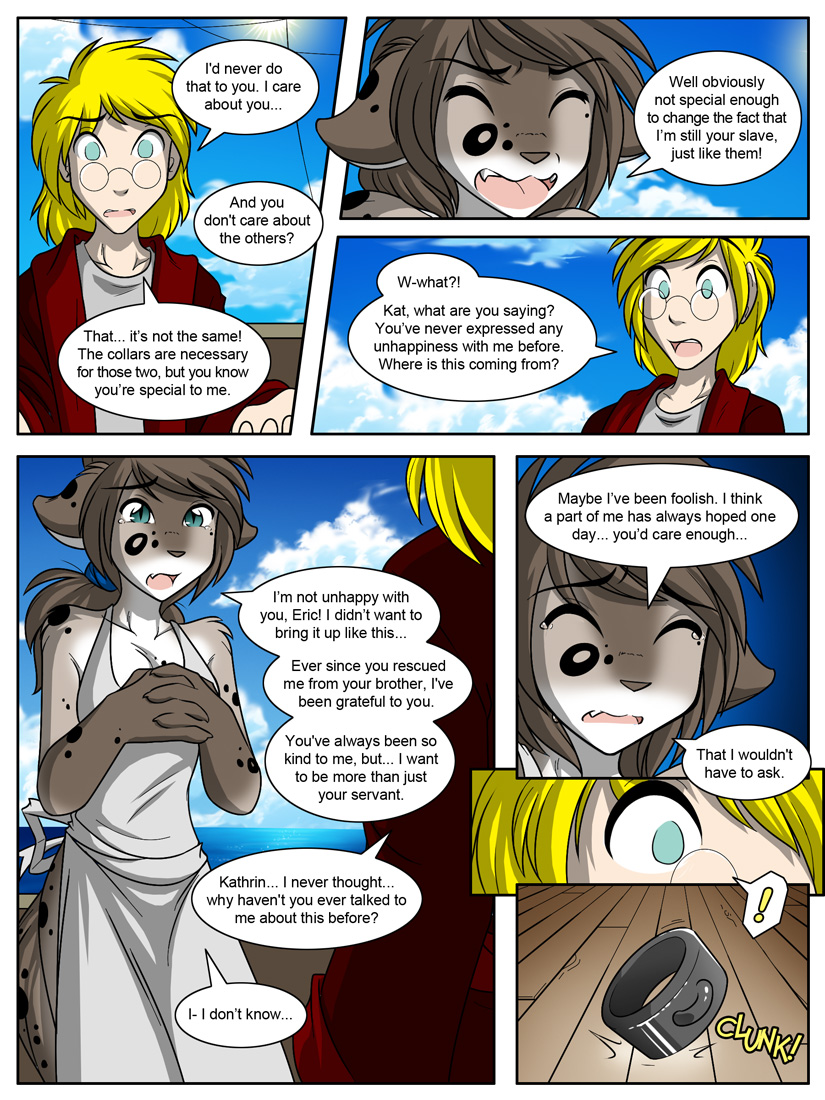 I'd never do
that to you. I care
about you...
And you
don't care about
the others?
That... it's not the same!
The collars are necessary
for those two, but you know
you're special to me.
Well obviously
not special enough
to change the fact that
I'm still your slave,
just like them!
W-what?!
Kat, what are you saying?
You've never expressed any
unhappiness with me before.
Where is this coming from?
I'm not unhappy with
you, Eric! I didn't want to
bring it up like this...
Ever since you rescued
me from your brother, I've
been grateful to you.
You've always been so
kind to me, but... I want
to be more than just
your servant.
Kathrin... I never thought...
why haven't you ever talked to
me about this before?
I- I don't know...
Maybe I've been foolish. I think
a part of me has always hoped one
day... you'd care enough...
That I wouldn't
have to ask.
!
CLUNK!